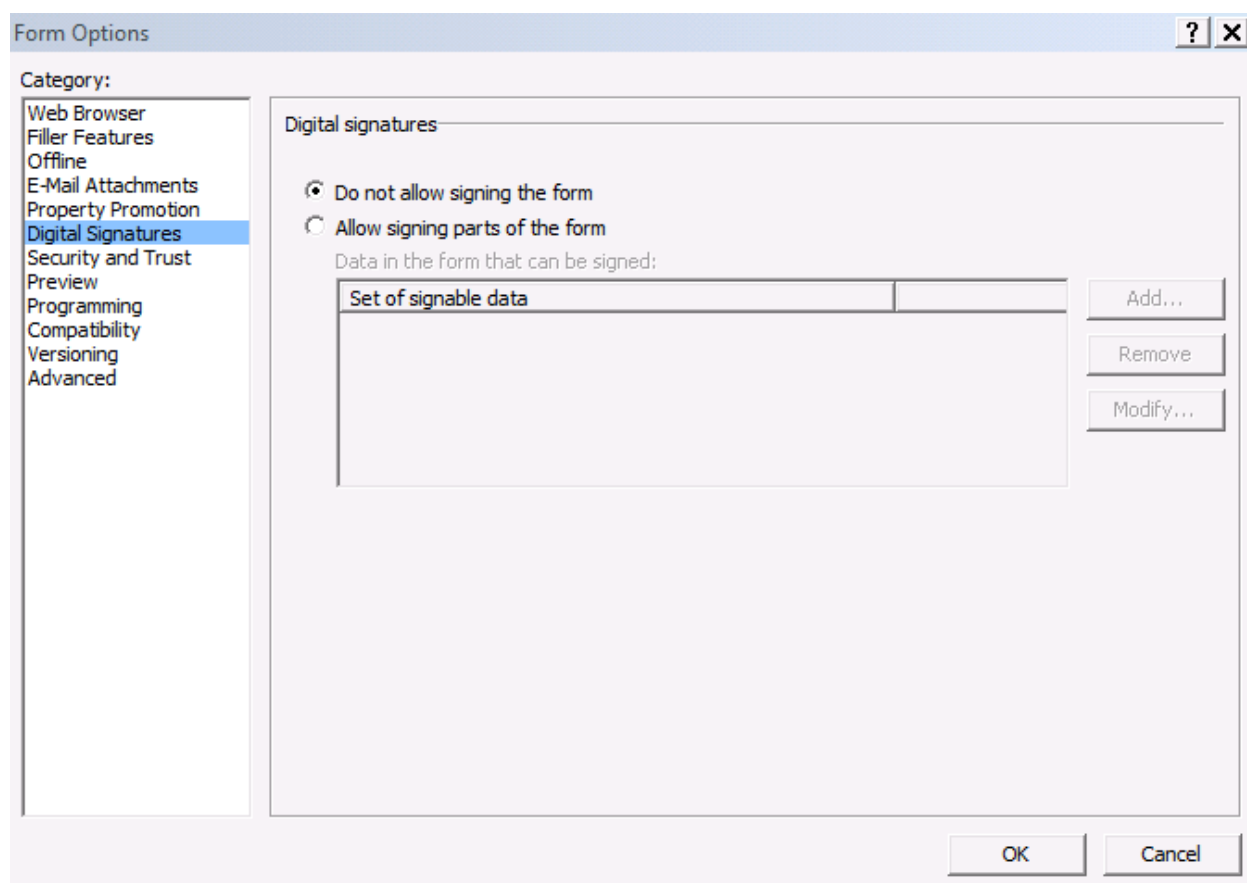 Form Options
?
Category:
Web Browser
Filler Features
Offline
E-Mail Attachments
Property Promotion
Digital Signatures
Security and Trust
Preview
Programming
Compatibility
Versioning
Advanced
Digital signatures
Do not allow signing the form
Allow signing parts of the form
Data in the form that can be signed:
Set of signable data
Add...
Remove
Modify...
OK
Cancel